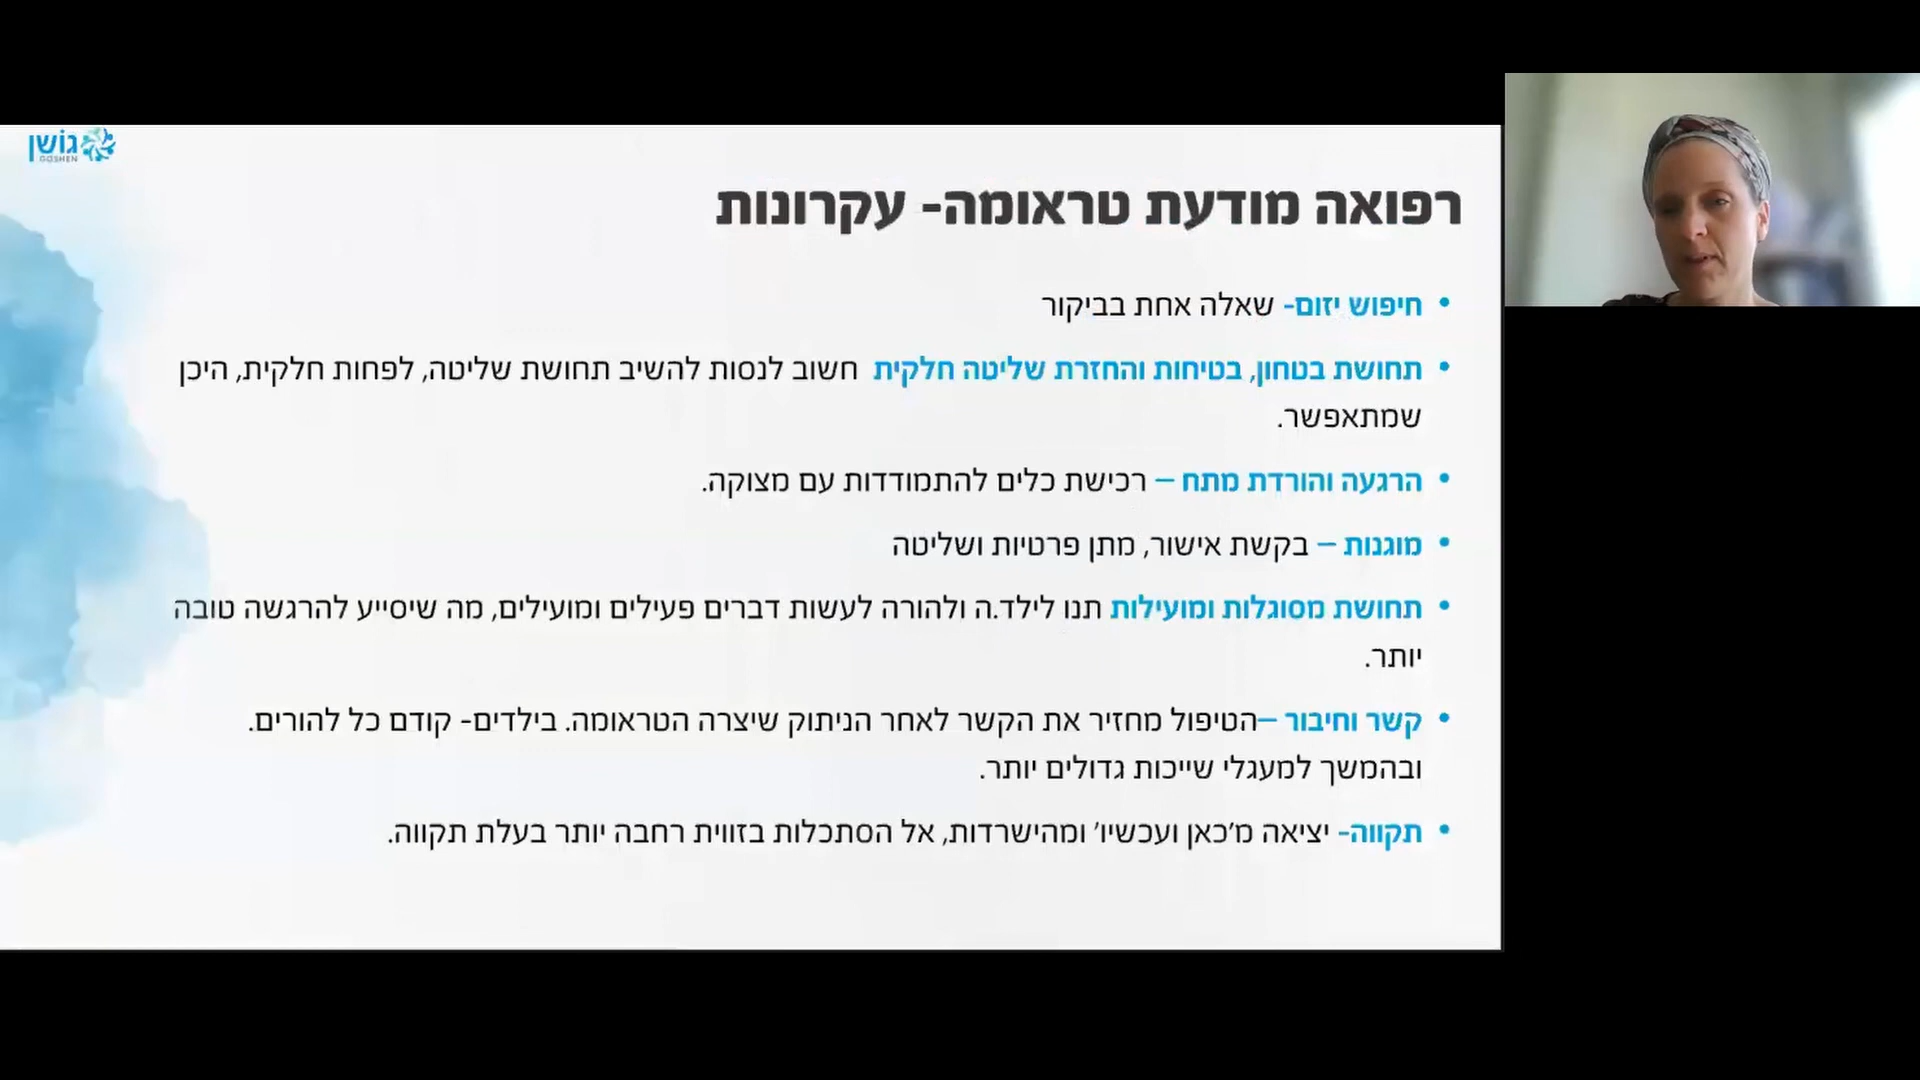 גושן
GOSHEN
רפואה מודעת טראומה- עקרונות
• חיפוש יזום- שאלה אחת בביקור
• תחושת בטחון, בטיחות והחזרת שליטה חלקית חשוב לנסות להשיב תחושת שליטה, לפחות חלקית, היכן
שמתאפשר.
• הרגעה והורדת מתח – רכישת כלים להתמודדות עם מצוקה.
• מוגנות – בקשת אישור, מתן פרטיות ושליטה
• תחושת מסוגלות ומועילות תנו לילד.ה ולהורה לעשות דברים פעילים ומועילים, מה שיסייע להרגשה טובה
יותר.
• קשר וחיבור –הטיפול מחזיר את הקשר לאחר הניתוק שיצרה הטראומה. בילדים- קודם כל להורים.
ובהמשך למעגלי שייכות גדולים יותר.
• תקווה- יציאה מ'כאן ועכשיו' ומהישרדות, אל הסתכלות בזווית רחבה יותר בעלת תקווה.